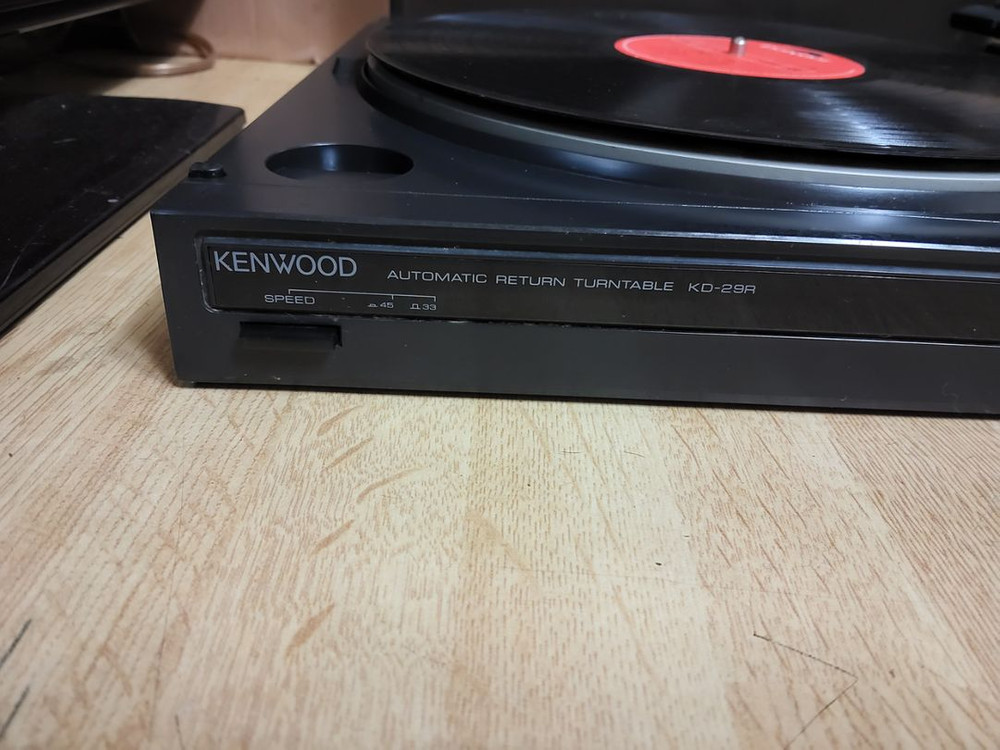 KENWOOD AUTOMATIC RETURN TURNTABLE KD-29R
SPEED 45 33